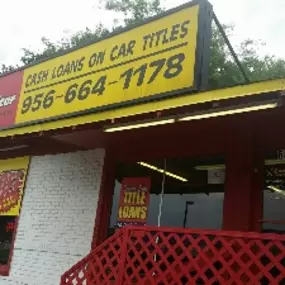 CASH LOANS ON CAR TITLES
956-664-1178
TITLE
LOANS